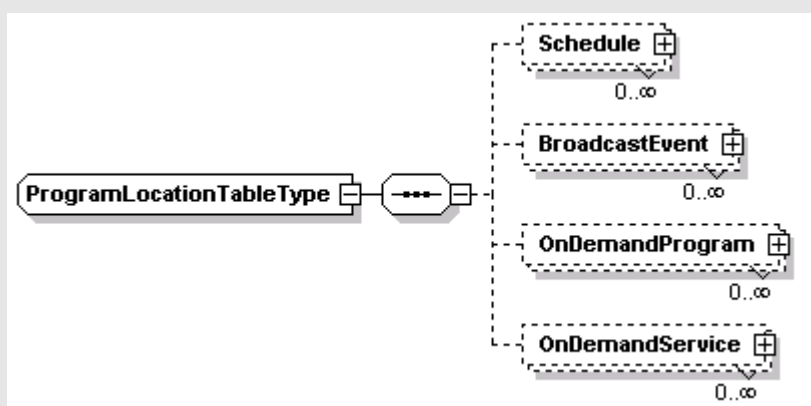 Schedule
0..∞
BroadcastEvent
0..∞
ProgramLocationTableType
OnDemandProgram
0..∞
OnDemandService
0..∞